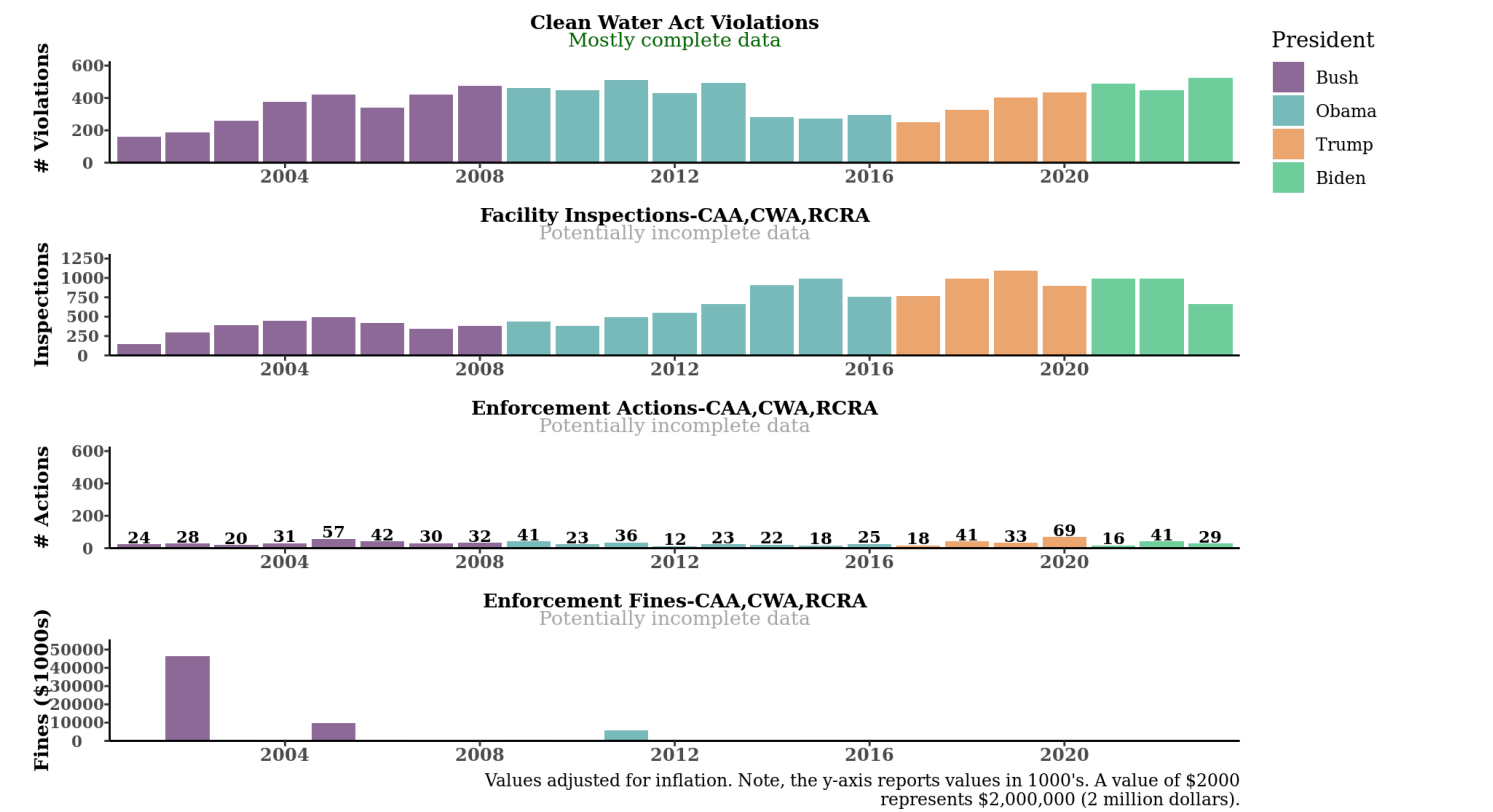 Clean Water Act Violations
Mostly complete data
# Violations
600
400
200
0
2004
2008
2012
2016
2020
President
Bush
Obama
Trump
Biden
Facility Inspections-CAA,CWA,RCRA
Potentially incomplete data
Inspections
1250
1000
750
500
250
0
2004
2008
2012
2016
2020
Enforcement Actions-CAA,CWA,RCRA
Potentially incomplete data
# Actions
600
400
200
0
24 28 20 31 57 42 30 32 41 23 36 12 23 22 18 25 18 41 33 69 16 41 29
2004
2008
2012
2016
2020
Enforcement Fines-CAA,CWA,RCRA
Potentially incomplete data
Fines ($1000s)
50000
40000
30000
20000
10000
0
2004
2008
2012
2016
2020
Values adjusted for inflation. Note, the y-axis reports values in 1000's. A value of $2000
represents $2,000,000 (2 million dollars).